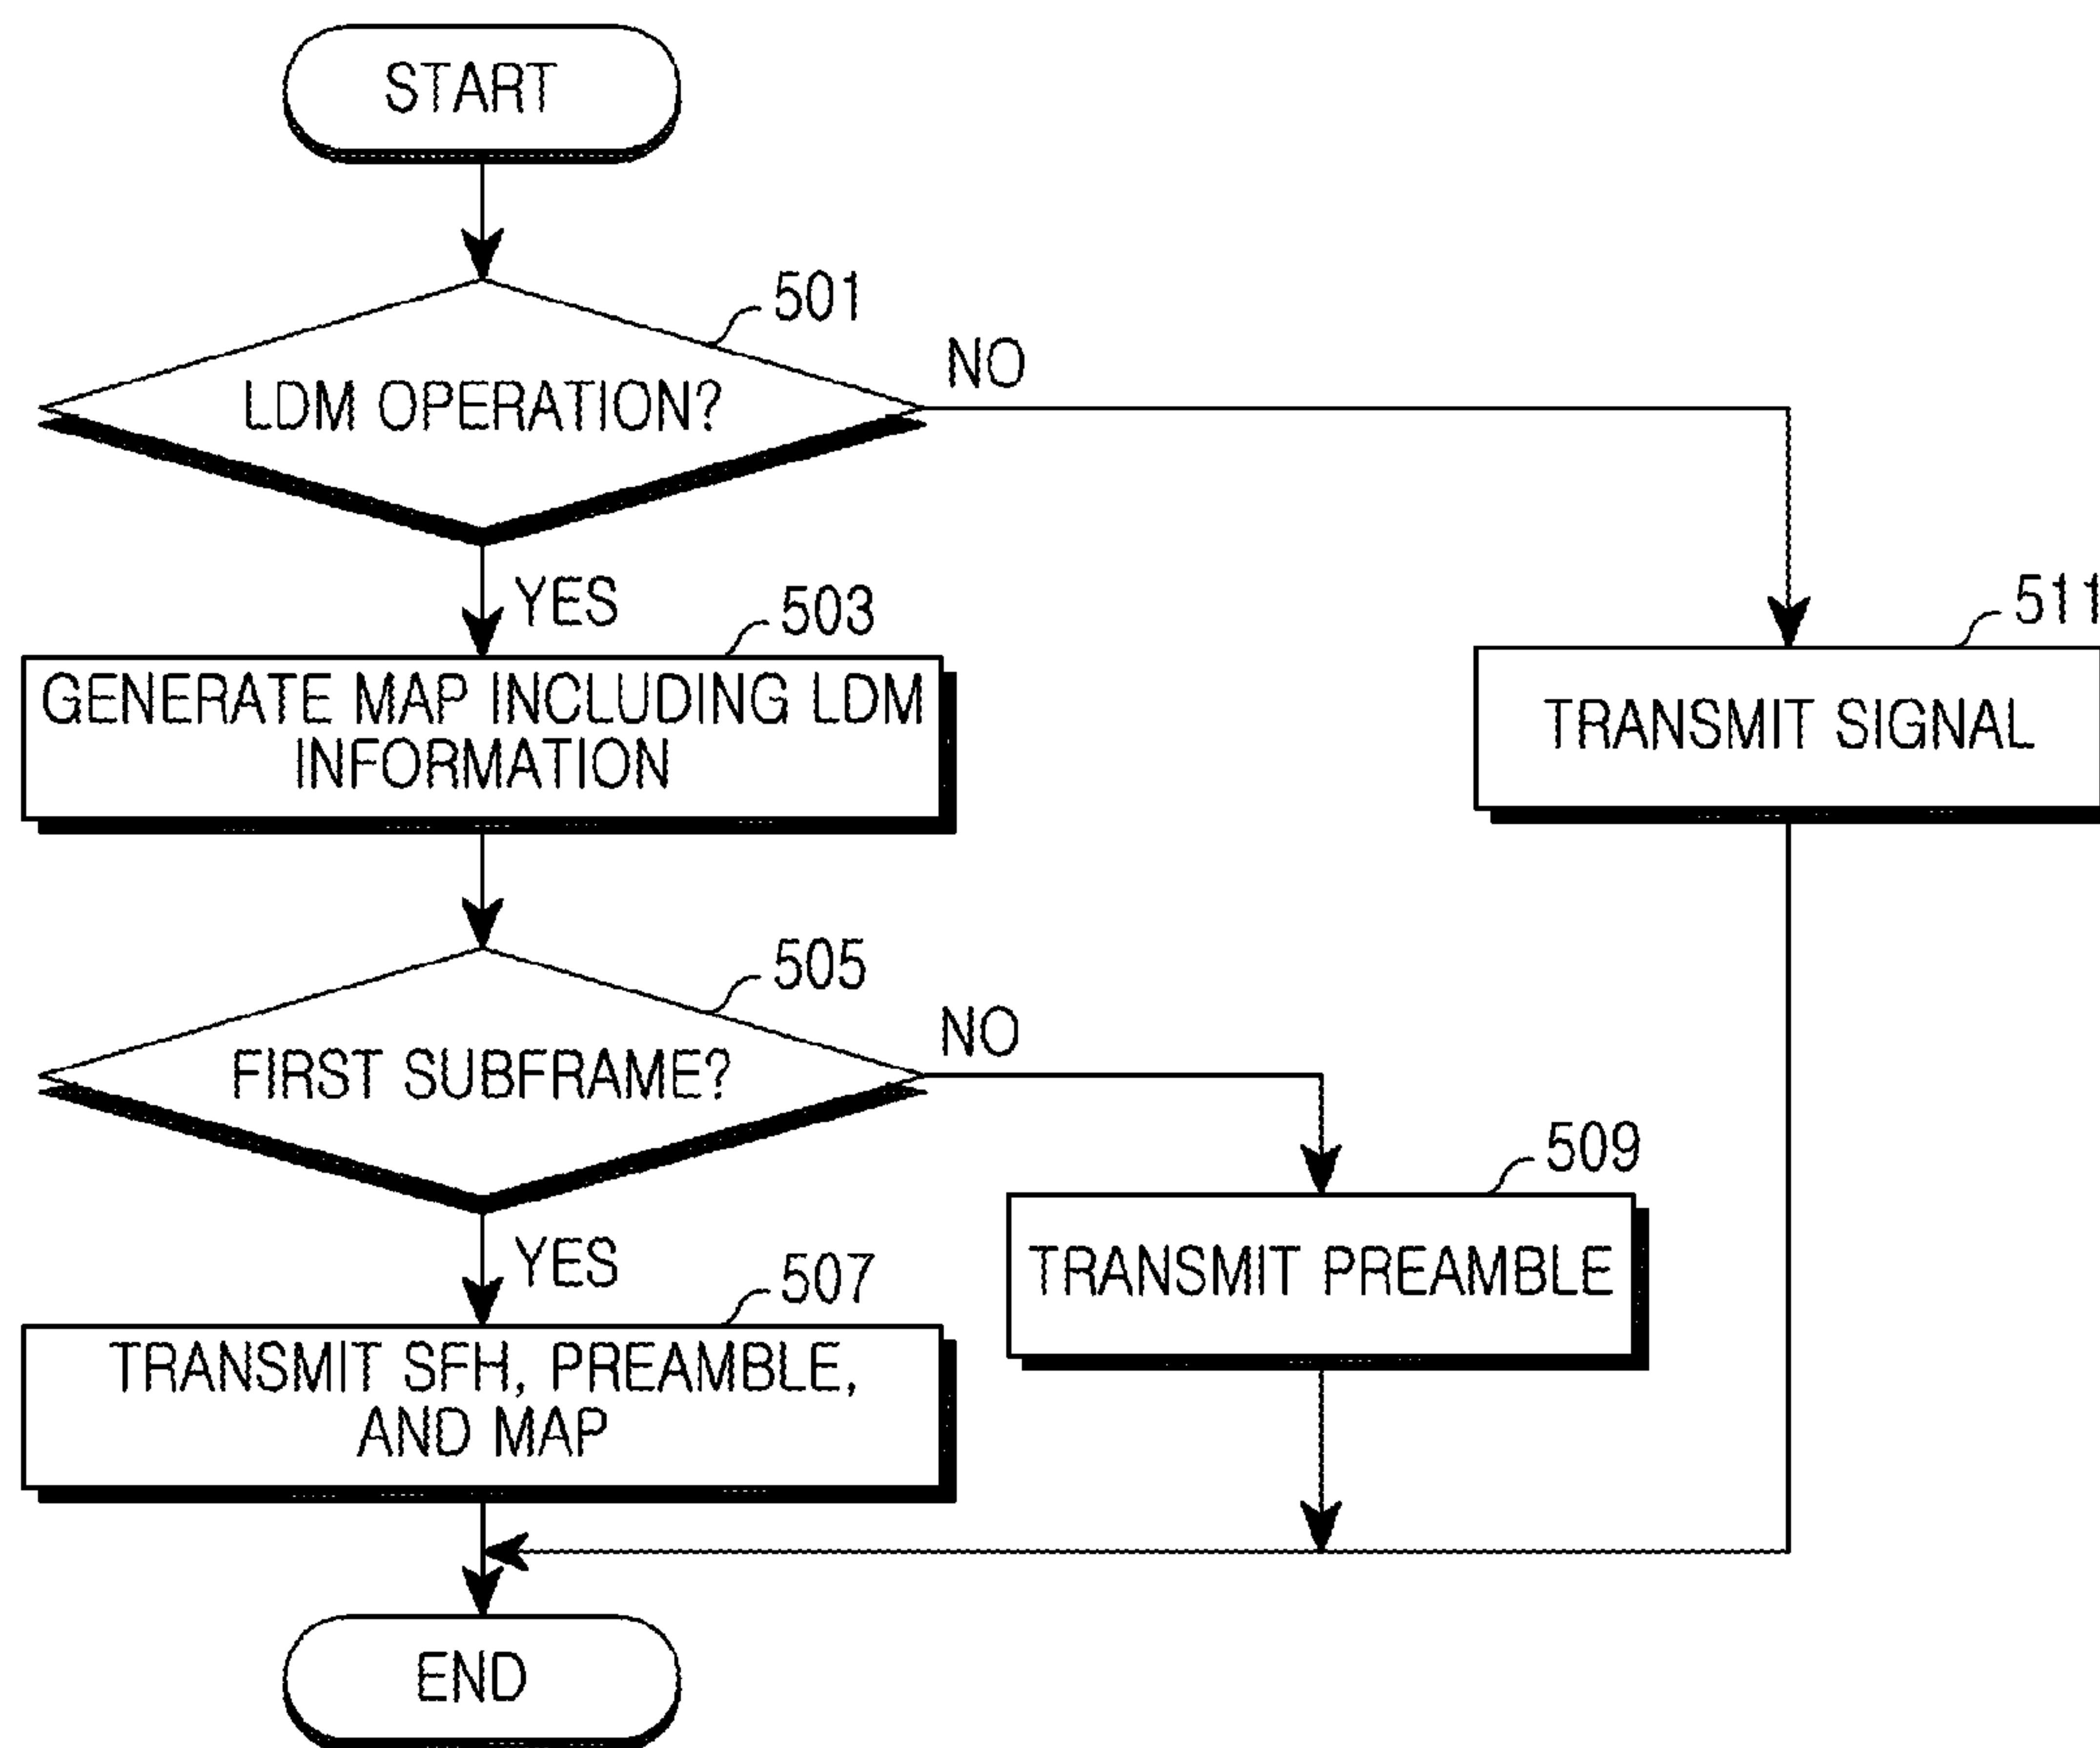 START
501
LDM OPERATION?
NO
YES
503
GENERATE MAP INCLUDING LDM
INFORMATION
511
TRANSMIT SIGNAL
505
FIRST SUBFRAME?
NO
509
TRANSMIT PREAMBLE
YES
507
TRANSMIT SFH, PREAMBLE,
AND MAP
END